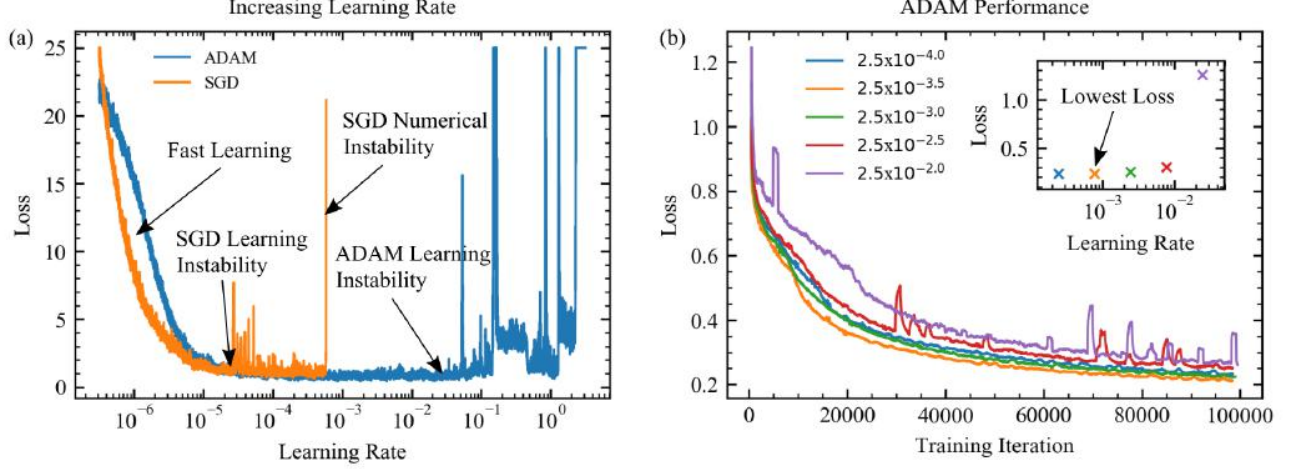 Increasing Learning Rate
(a)
25
20
15
10
5
0
Loss
ADAM
SGD
Fast Learning
SGD Numerical
Instability
SGD Learning
Instability
ADAM Learning
Instability
10⁻⁶
10⁻⁵
10⁻⁴
10⁻³
10⁻²
10⁻¹
10⁰
Learning Rate
ADAM Performance
(b)
1.2
1.0
0.8
0.6
0.4
0.2
Loss
2.5x10⁻⁴·⁰
2.5x10⁻³·⁵
2.5x10⁻³·⁰
2.5x10⁻²·⁵
2.5x10⁻²·⁰
Lowest Loss
1.0
0.5
Loss
10⁻³
10⁻²
Learning Rate
0
20000
40000
60000
80000
100000
Training Iteration